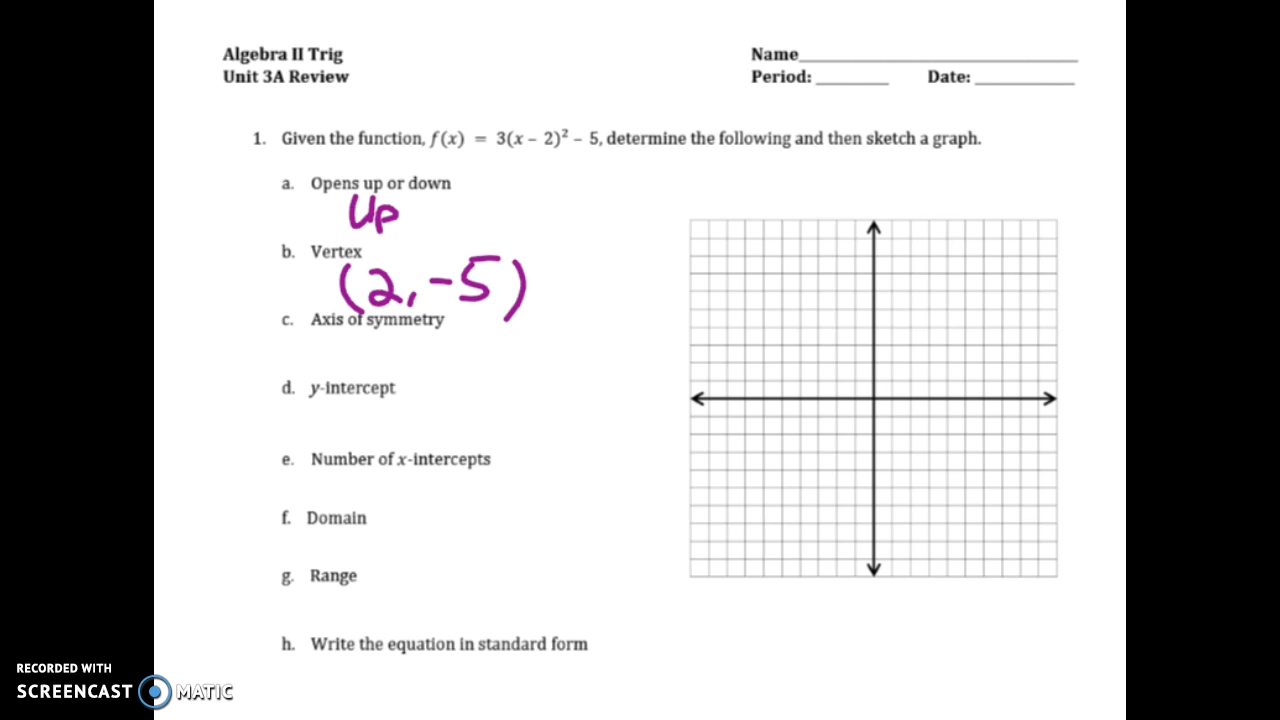 Algebra II Trig
Name
Unit 3A Review
Period: Date:
1. Given the function, f(x) = 3(x – 2)² – 5, determine the following and then sketch a graph.
a. Opens up or down
Up
b. Vertex
(2, -5)
c. Axis of symmetry
d. y-intercept
e. Number of x-intercepts
f. Domain
g. Range
h. Write the equation in standard form
RECORDED WITH
SCREENCAST MATIC